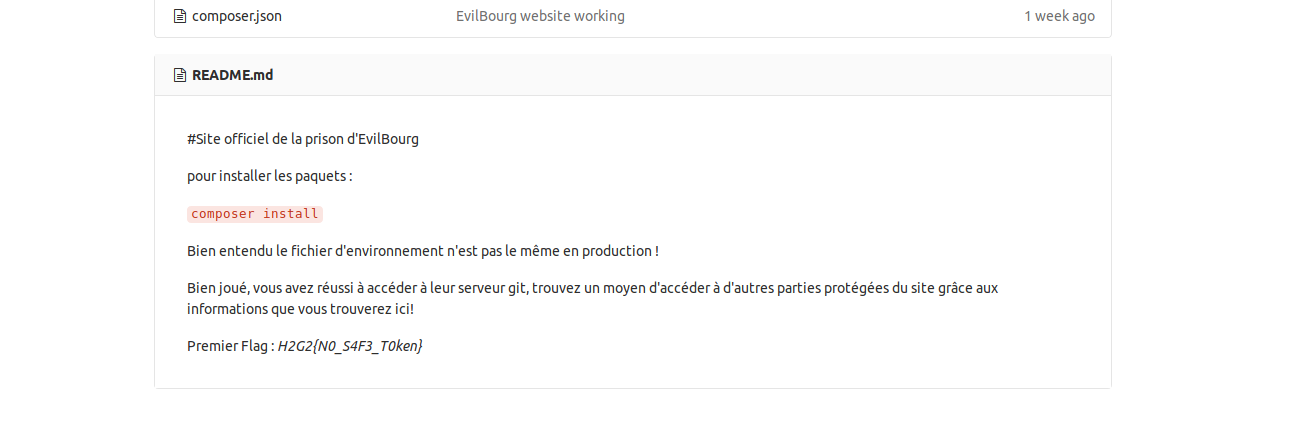 composer.json EvilBourg website working 1 week ago
README.md
#Site officiel de la prison d'EvilBourg
pour installer les paquets :
composer install
Bien entendu le fichier d'environnement n'est pas le même en production !
Bien joué, vous avez réussi à accéder à leur serveur git, trouvez un moyen d'accéder à d'autres parties protégées du site grâce aux
informations que vous trouverez ici!
Premier Flag : H2G2{N0_S4F3_T0ken}